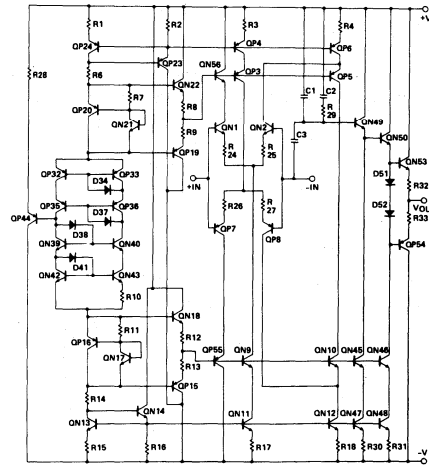 +V
R1
R2
R3
R4
QP24
QP23
QN56
QP4
QP6
R28
R6
QN22
QP3
QP5
R7
R8
C1
C2
QP20
QN21
R9
R
29
QN49
QP19
QN1
QN2
C3
QN50
R
24
R
25
QN53
QP32
QP33
D34
D51
R32
+IN
-IN
QP35
QP36
D37
R26
R
27
D52
R33
QP44
D38
QP7
QP8
QP54
QN39
QN40
D41
QN42
QN43
R10
QN18
R11
R12
QP16
QN17
R13
QP55
QN9
QN10
QN45
QN46
QP15
R14
QN14
QN11
QN12
QN47
QN48
QN13
R15
R16
R17
R18
R30
R31
-V